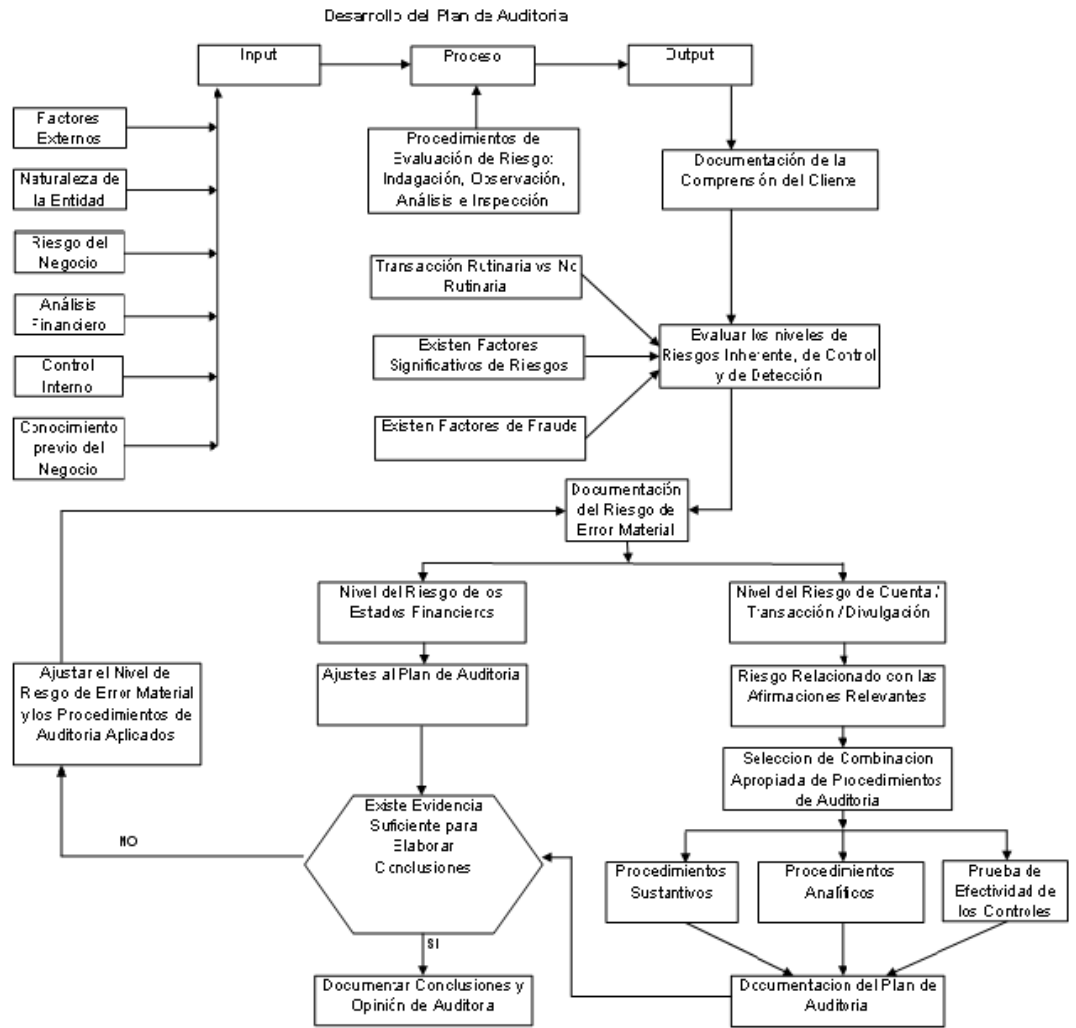 Desarrollo del Plan de Auditoria
Input
Proceso
Output
Factores
Externos
Naturaleza de
la Entidad
Riesgo del
Negocio
Análisis
Financiero
Control
Interno
Conocimiento
previo del
Negocio
Procedimientos de
Evaluación de Riesgo:
Indagación, Observación,
Análisis e Inspección
Documentación de la
Comprensión del Cliente
Transacción Rutinaria vs No
Rutinaria
Existen Factores
Significativos de Riesgos
Existen Factores de Fraude
Evaluar los niveles de
Riesgos Inherente, de Control
y de Detección
Documentación
del Riesgo de
Error Material
Nivel del Riesgo de os
Estados Financieros
Nivel del Riesgo de Cuenta /
Transacción / Divulgación
Ajustar el Nivel de
Resgo de Error Material
y los Procedimientos de
Auditoria Aplicados
Ajustes al Plan de Auditoria
Riesgo Relacionado con las
Afirmaciones Relevantes
Seleccion de Combinacion
Apropiada de Procedimientos
de Auditoria
Existe Evidencia
Suficiente para
Elaborar
Conclusiones
NO
SI
Procedimientos
Sustantivos
Procedimientos
Analíticos
Prueba de
Efectividad de
los Controles
Documentar Conclusiones y
Opinión de Auditora
Documentacion del Plan de
Auditoria